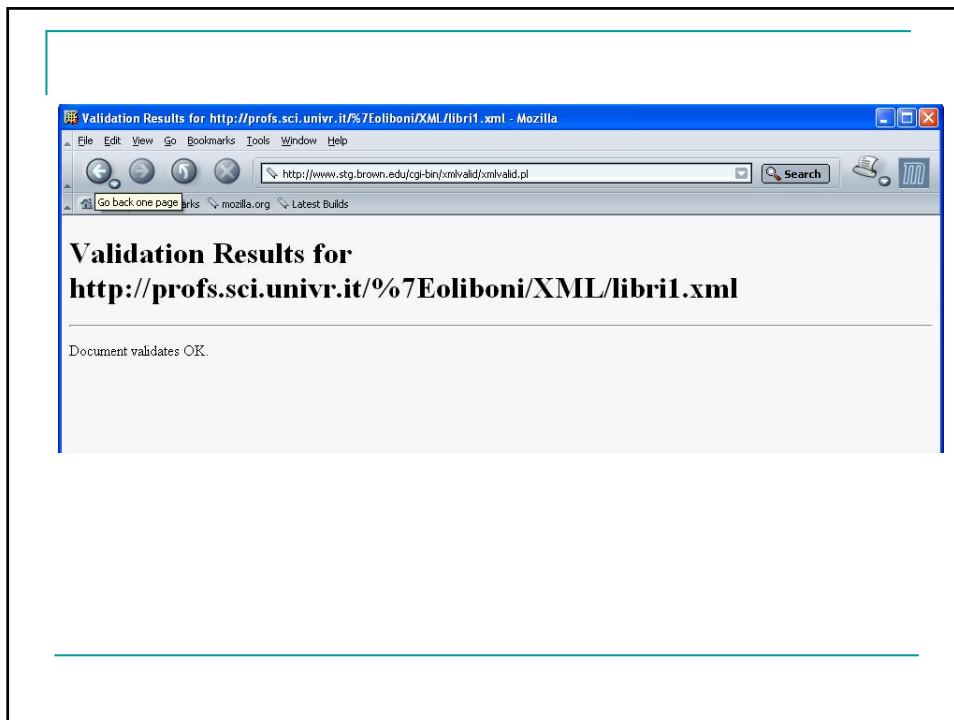 Validation Results for http://profs.sci.univr.it/%7Eoliboni/XML/libri1.xml - Mozilla
File Edit View Go Bookmarks Tools Window Help
http://www.stg.brown.edu/cgi-bin/xmlvalid/xmlvalid.pl Search
Go back one page mozilla.org Latest Builds
Validation Results for
http://profs.sci.univr.it/%7Eoliboni/XML/libri1.xml
Document validates OK.